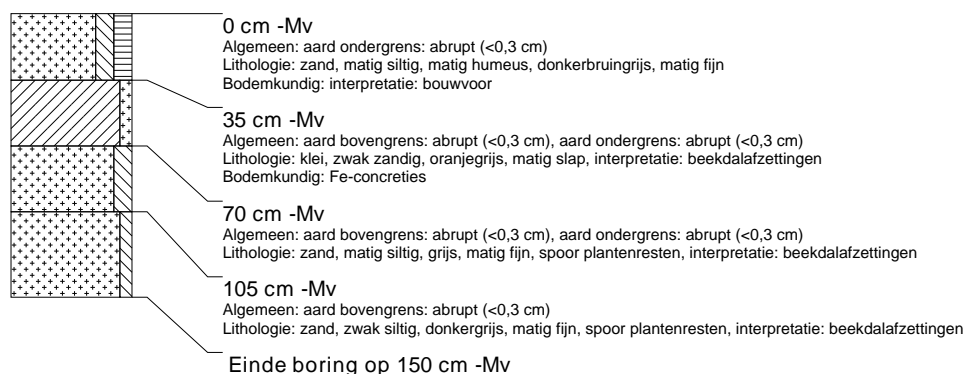 0 cm -Mv
Algemeen: aard ondergrens: abrupt (<0,3 cm)
Lithologie: zand, matig siltig, matig humeus, donkerbruingrijs, matig fijn
Bodemkundig: interpretatie: bouwvoor
35 cm -Mv
Algemeen: aard bovengrens: abrupt (<0,3 cm), aard ondergrens: abrupt (<0,3 cm)
Lithologie: klei, zwak zandig, oranjegrijs, matig slap, interpretatie: beekdalafzettingen
Bodemkundig: Fe-concreties
70 cm -Mv
Algemeen: aard bovengrens: abrupt (<0,3 cm), aard ondergrens: abrupt (<0,3 cm)
Lithologie: zand, matig siltig, grijs, matig fijn, spoor plantenresten, interpretatie: beekdalafzettingen
105 cm -Mv
Algemeen: aard bovengrens: abrupt (<0,3 cm)
Lithologie: zand, zwak siltig, donkergrijs, matig fijn, spoor plantenresten, interpretatie: beekdalafzettingen
Einde boring op 150 cm -Mv